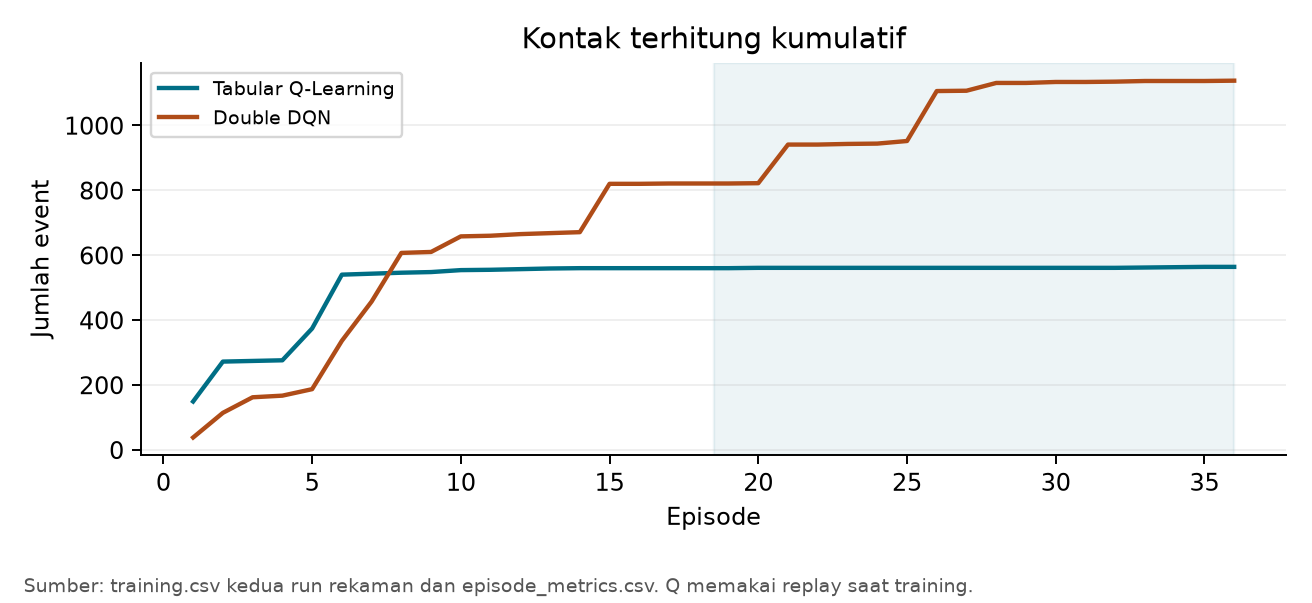 Kontak terhitung kumulatif
Tabular Q-Learning
Double DQN
Jumlah event
1000
800
600
400
200
0
0 5 10 15 20 25 30 35
Episode
Sumber: training.csv kedua run rekaman dan episode_metrics.csv. Q memakai replay saat training.